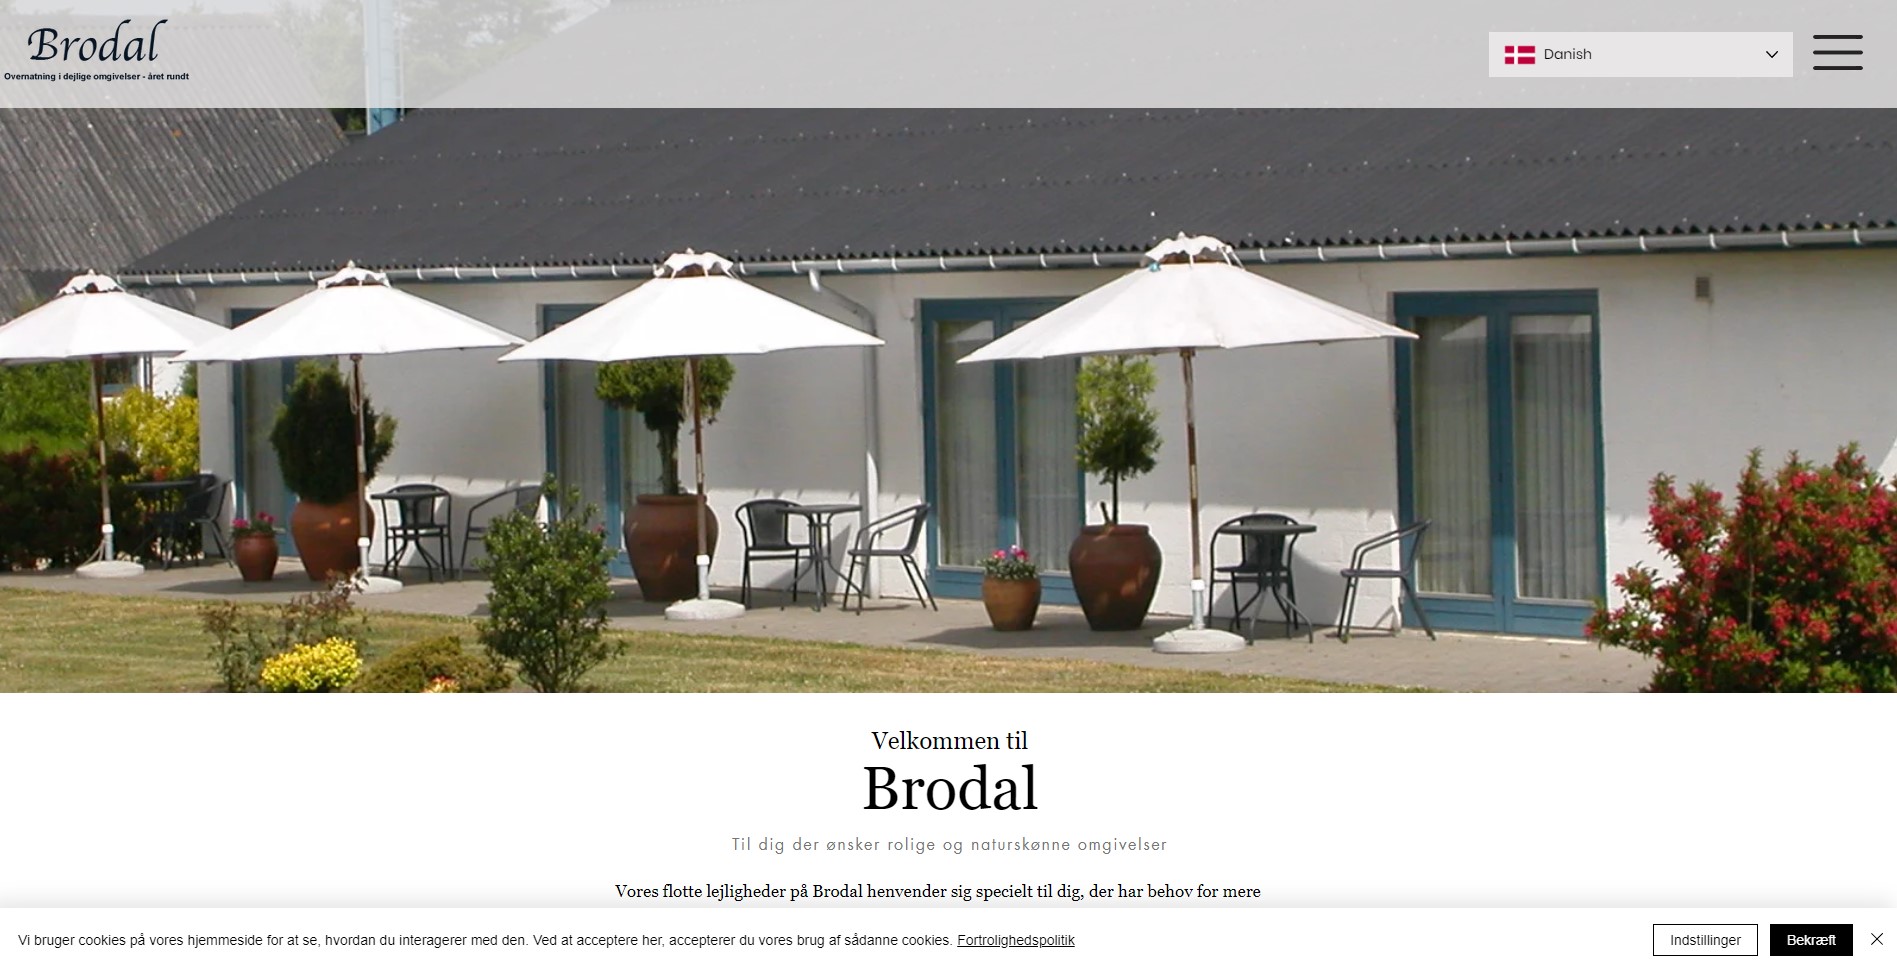 Brodal
Overnatning i dejlige omgivelser - året rundt
Danish
Velkommen til
Brodal
Til dig der ønsker rolige og naturskønne omgivelser
Vores flotte lejligheder på Brodal henvender sig specielt til dig, der har behov for mere
Vi bruger cookies på vores hjemmeside for at se, hvordan du interagerer med den. Ved at acceptere her, accepterer du vores brug af sådanne cookies. Fortrolighedspolitik
Indstillinger
Bekræft